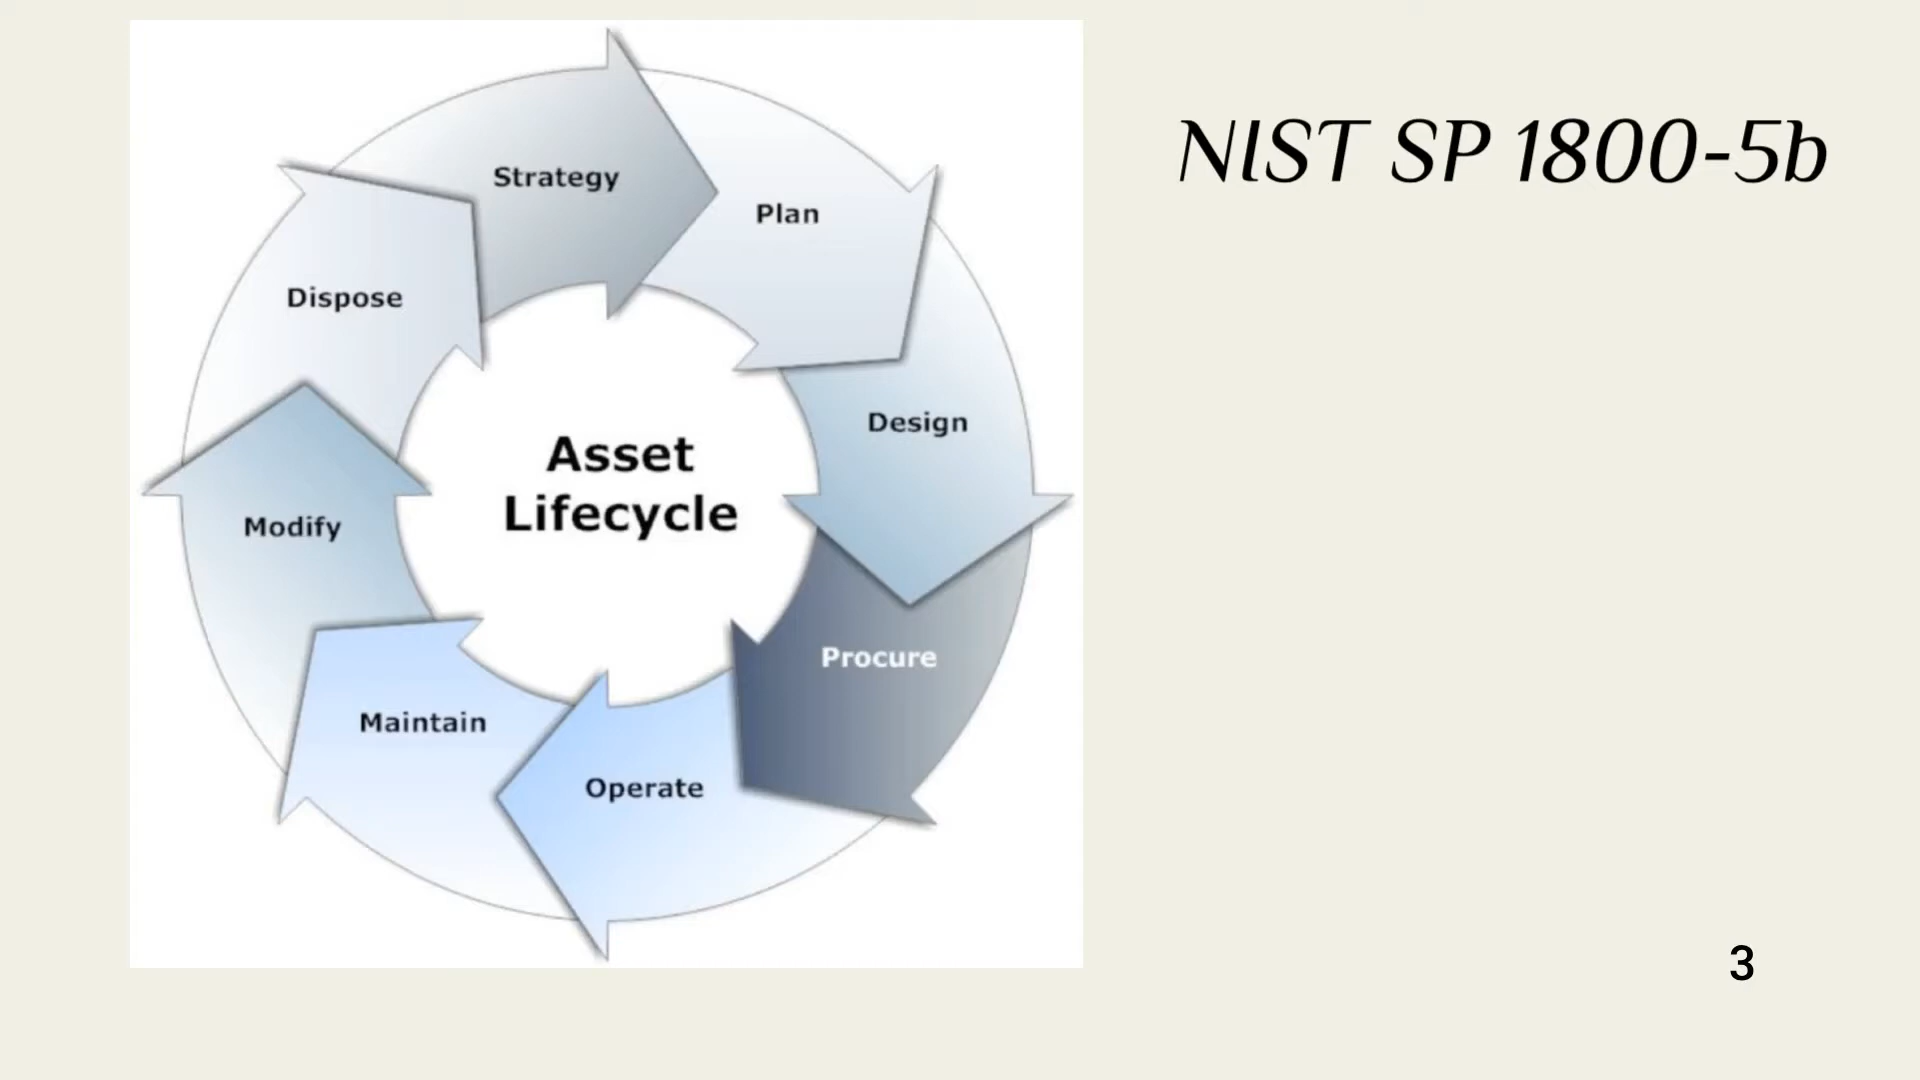 NIST SP 1800-5b
Strategy
Plan
Design
Procure
Operate
Maintain
Modify
Dispose
Asset
Lifecycle
3